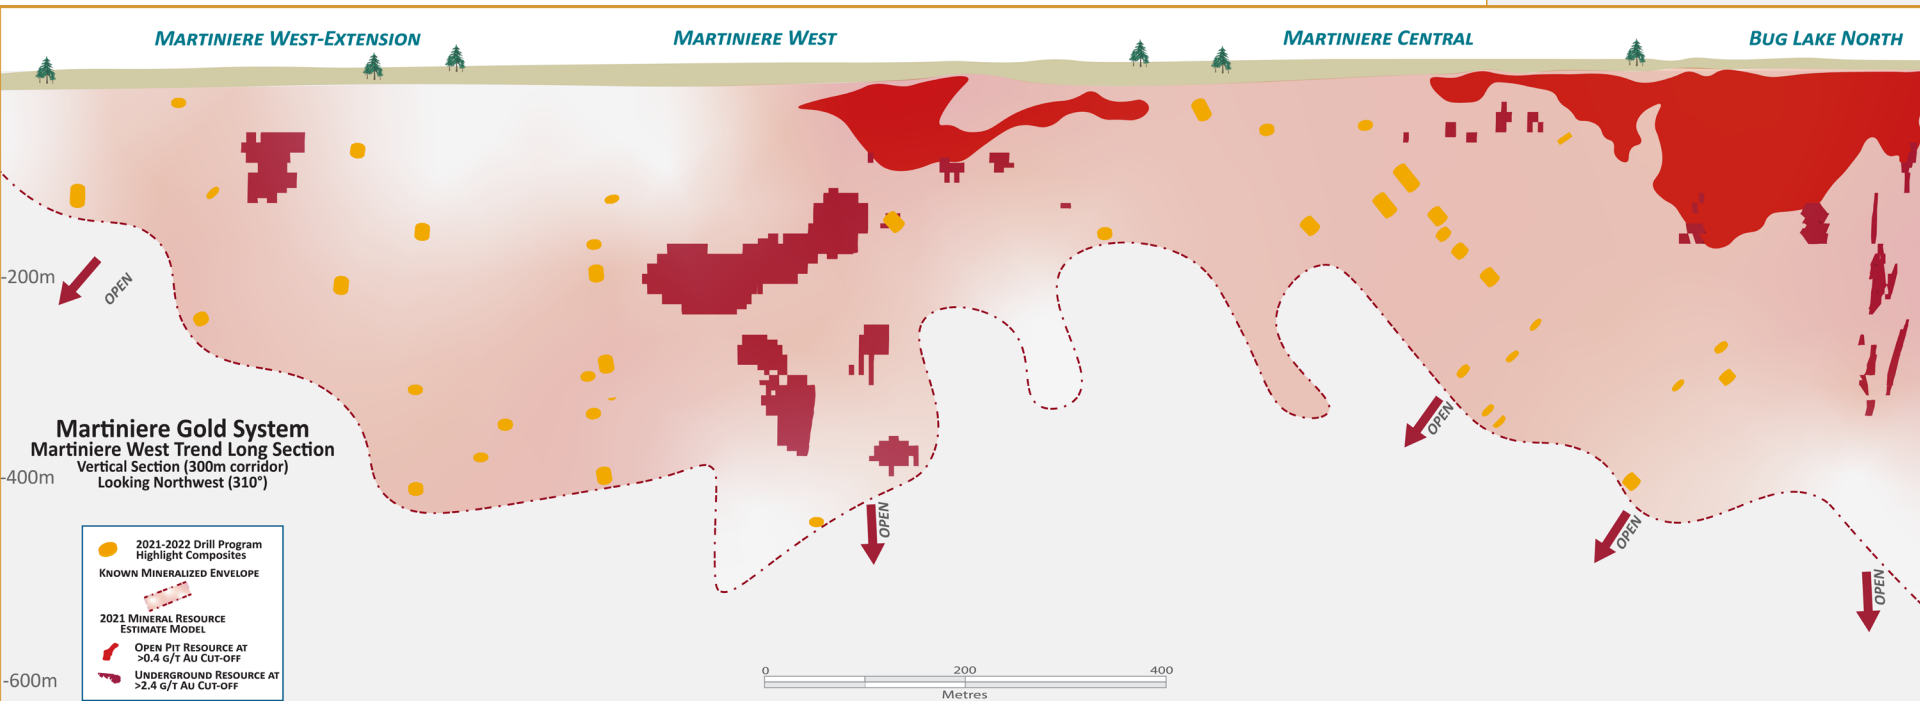 MARTINIERE WEST-EXTENSION
MARTINIERE WEST
MARTINIERE CENTRAL
BUG LAKE NORTH
-200m
OPEN
-400m
OPEN
OPEN
OPEN
OPEN
-600m
Martiniere Gold System
Martiniere West Trend Long Section
Vertical Section (300m corridor)
Looking Northwest (310°)
2021-2022 Drill Program
Highlight Composites
KNOWN MINERALIZED ENVELOPE
2021 MINERAL RESOURCE
ESTIMATE MODEL
OPEN PIT RESOURCE AT
>0.4 G/T AU CUT-OFF
UNDERGROUND RESOURCE AT
>2.4 G/T AU CUT-OFF
0 200 400
Metres